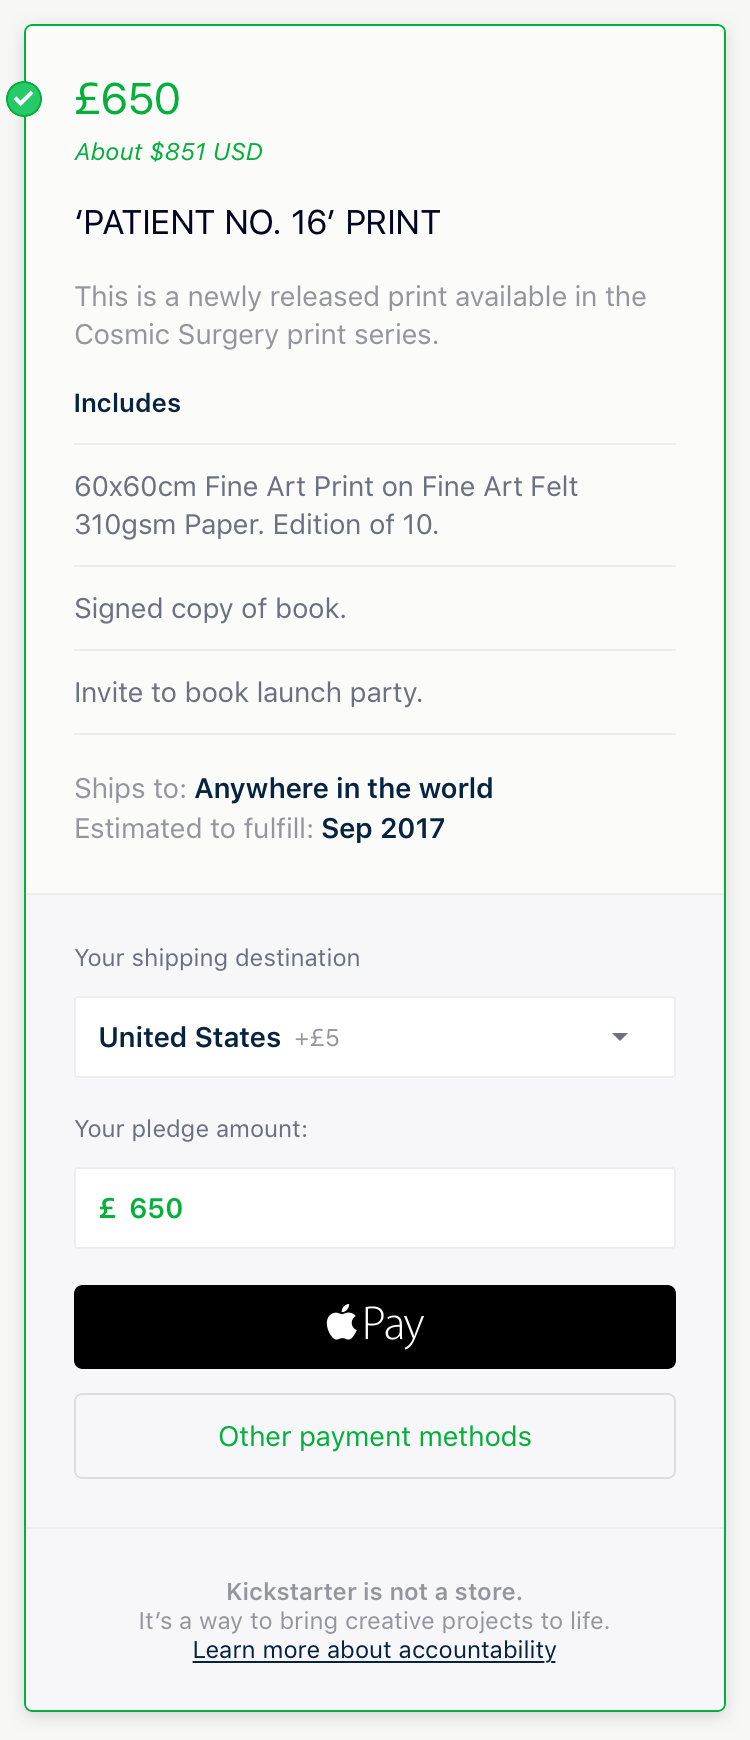 £650
About $851 USD
‘PATIENT NO. 16’ PRINT
This is a newly released print available in the
Cosmic Surgery print series.
Includes
60x60cm Fine Art Print on Fine Art Felt
310gsm Paper. Edition of 10.
Signed copy of book.
Invite to book launch party.
Ships to: Anywhere in the world
Estimated to fulfill: Sep 2017
Your shipping destination
United States +£5
Your pledge amount:
£ 650
Pay
Other payment methods
Kickstarter is not a store.
It’s a way to bring creative projects to life.
Learn more about accountability